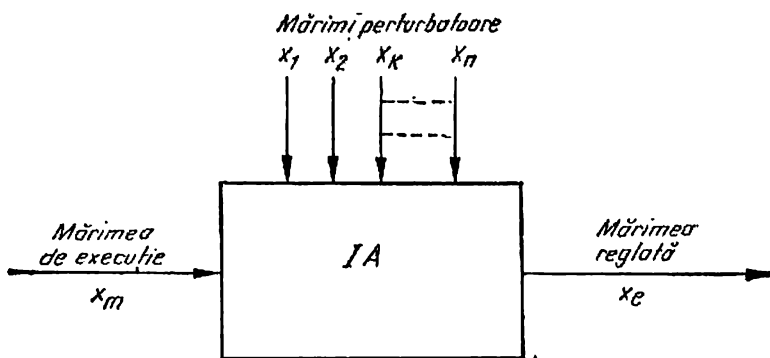 Mărimi perturbatoare
x1 x2 xK xn
Mărimea
de execuție
xm
IA
Mărimea
reglată
xe